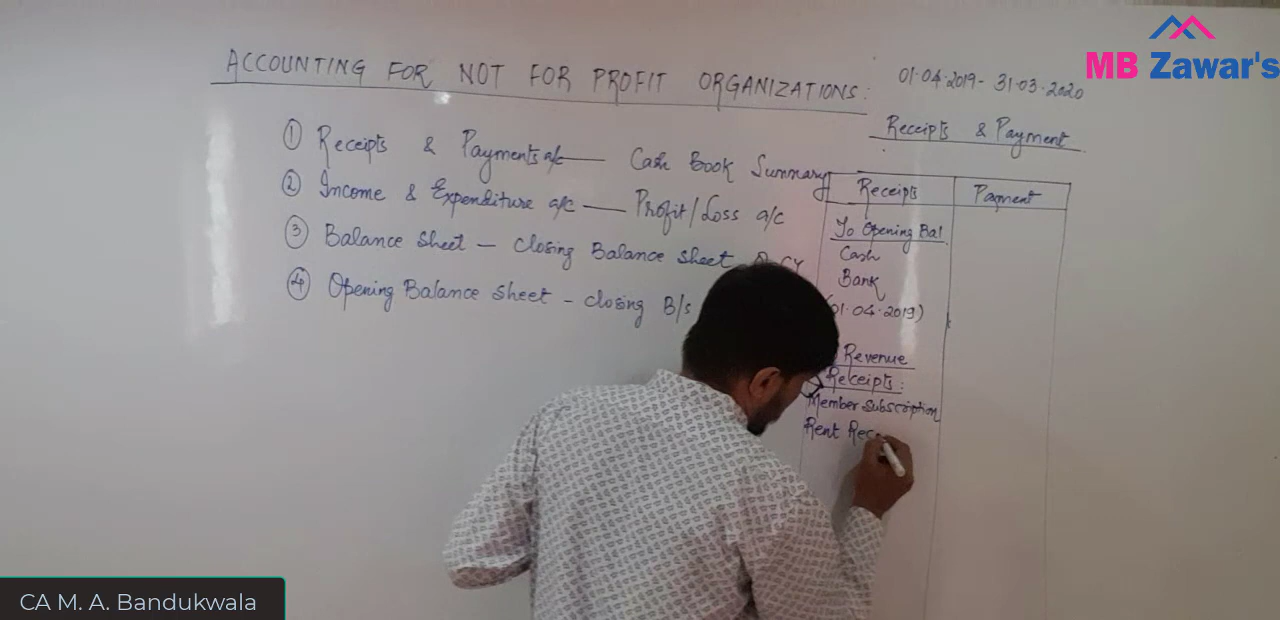 MB Zawar's
ACCOUNTING FOR NOT FOR PROFIT ORGANIZATIONS:
① Receipts & Payments a/c — Cash Book Summary
② Income & Expenditure a/c — Profit/Loss a/c
③ Balance Sheet - Closing Balance Sheet
④ Opening Balance Sheet - Closing B/s
01.04.2019 - 31.03.2020
Receipts & Payment
Receipts Payment
To Opening Bal.
Cash
Bank
01.04.2019)
Revenue
Receipts:
Member Subscription
Rent Rec
CA M. A. Bandukwala